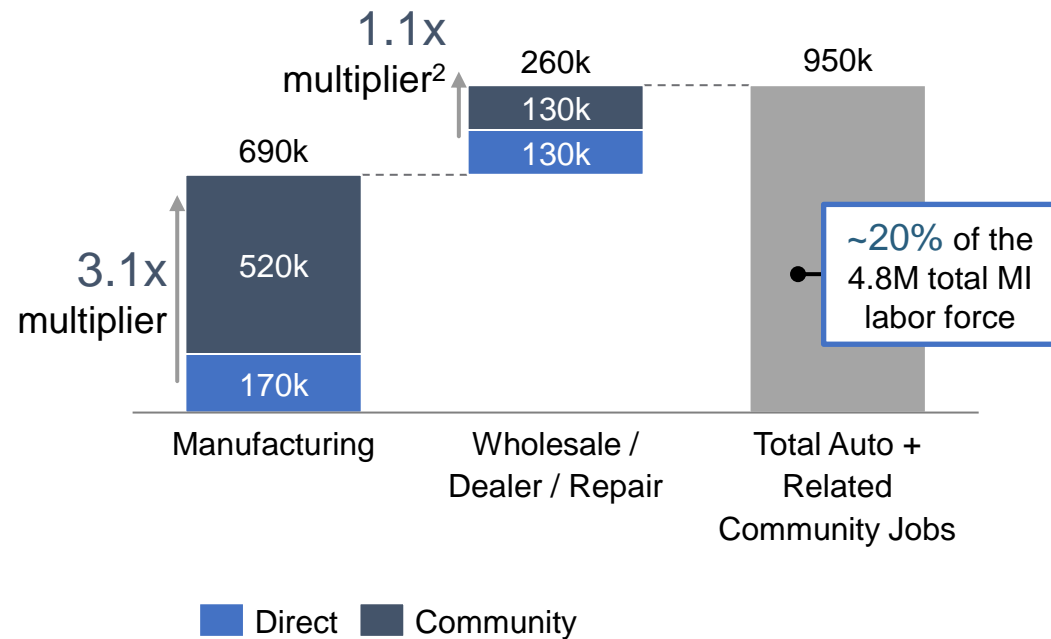 1.1x
multiplier2
260k
950k
130k
130k
690k
3.1x
multiplier
520k
170k
~20% of the
4.8M total MI
labor force
Manufacturing
Wholesale /
Dealer / Repair
Total Auto +
Related
Community Jobs
Direct
Community